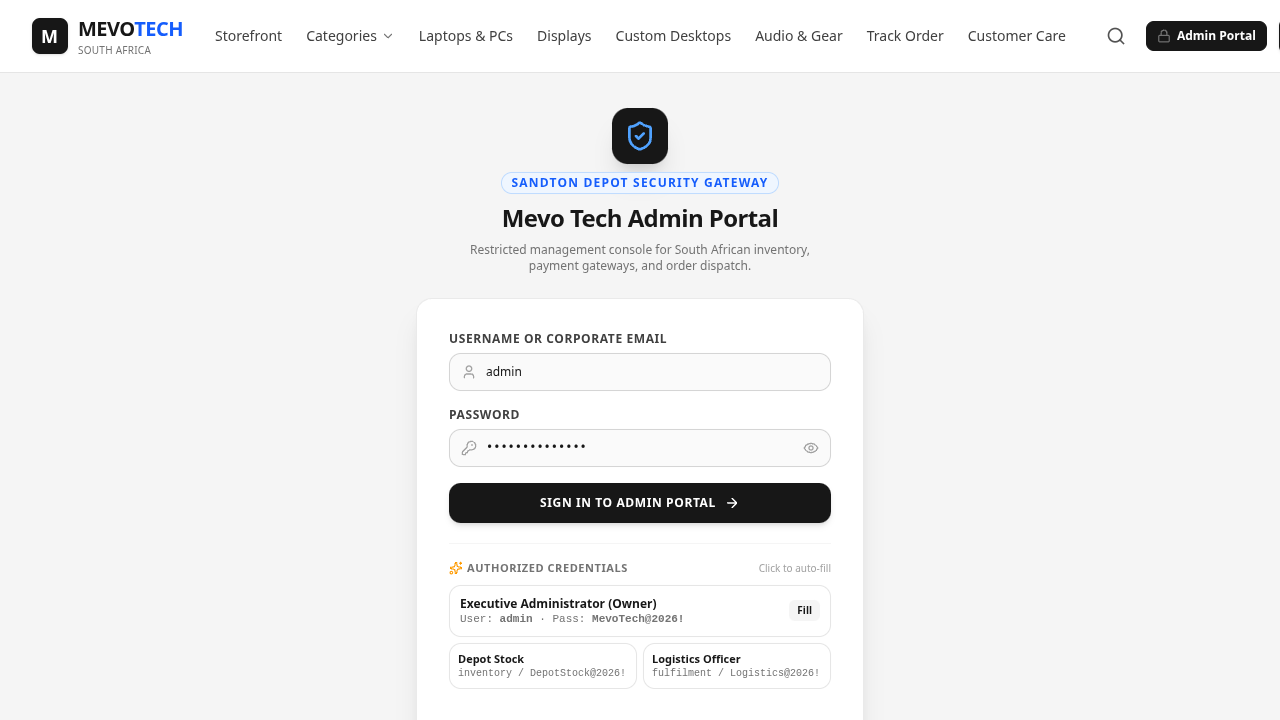 M
MEVOTECH
SOUTH AFRICA
Storefront
Categories
Laptops & PCs
Displays
Custom Desktops
Audio & Gear
Track Order
Customer Care
Admin Portal
SANDTON DEPOT SECURITY GATEWAY
Mevo Tech Admin Portal
Restricted management console for South African inventory,
payment gateways, and order dispatch.
USERNAME OR CORPORATE EMAIL
admin
PASSWORD
••••••••••••••
SIGN IN TO ADMIN PORTAL
AUTHORIZED CREDENTIALS
Click to auto-fill
Executive Administrator (Owner)
User: admin · Pass: MevoTech@2026!
Fill
Depot Stock
inventory / DepotStock@2026!
Logistics Officer
fulfilment / Logistics@2026!